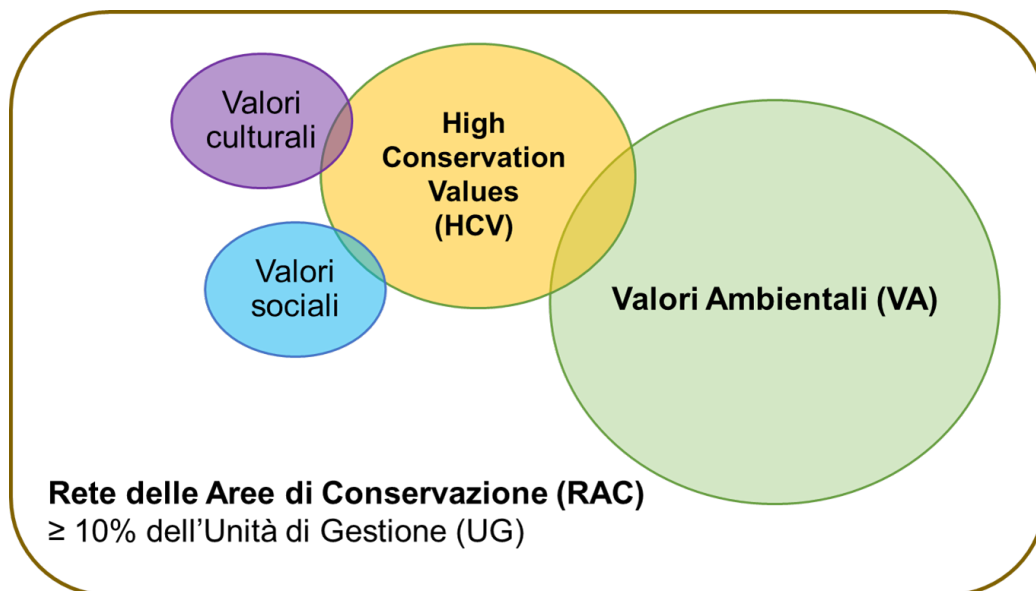 Valori
culturali
High
Conservation
Values
(HCV)
Valori
sociali
Valori Ambientali (VA)
Rete delle Aree di Conservazione (RAC)
≥ 10% dell’Unità di Gestione (UG)